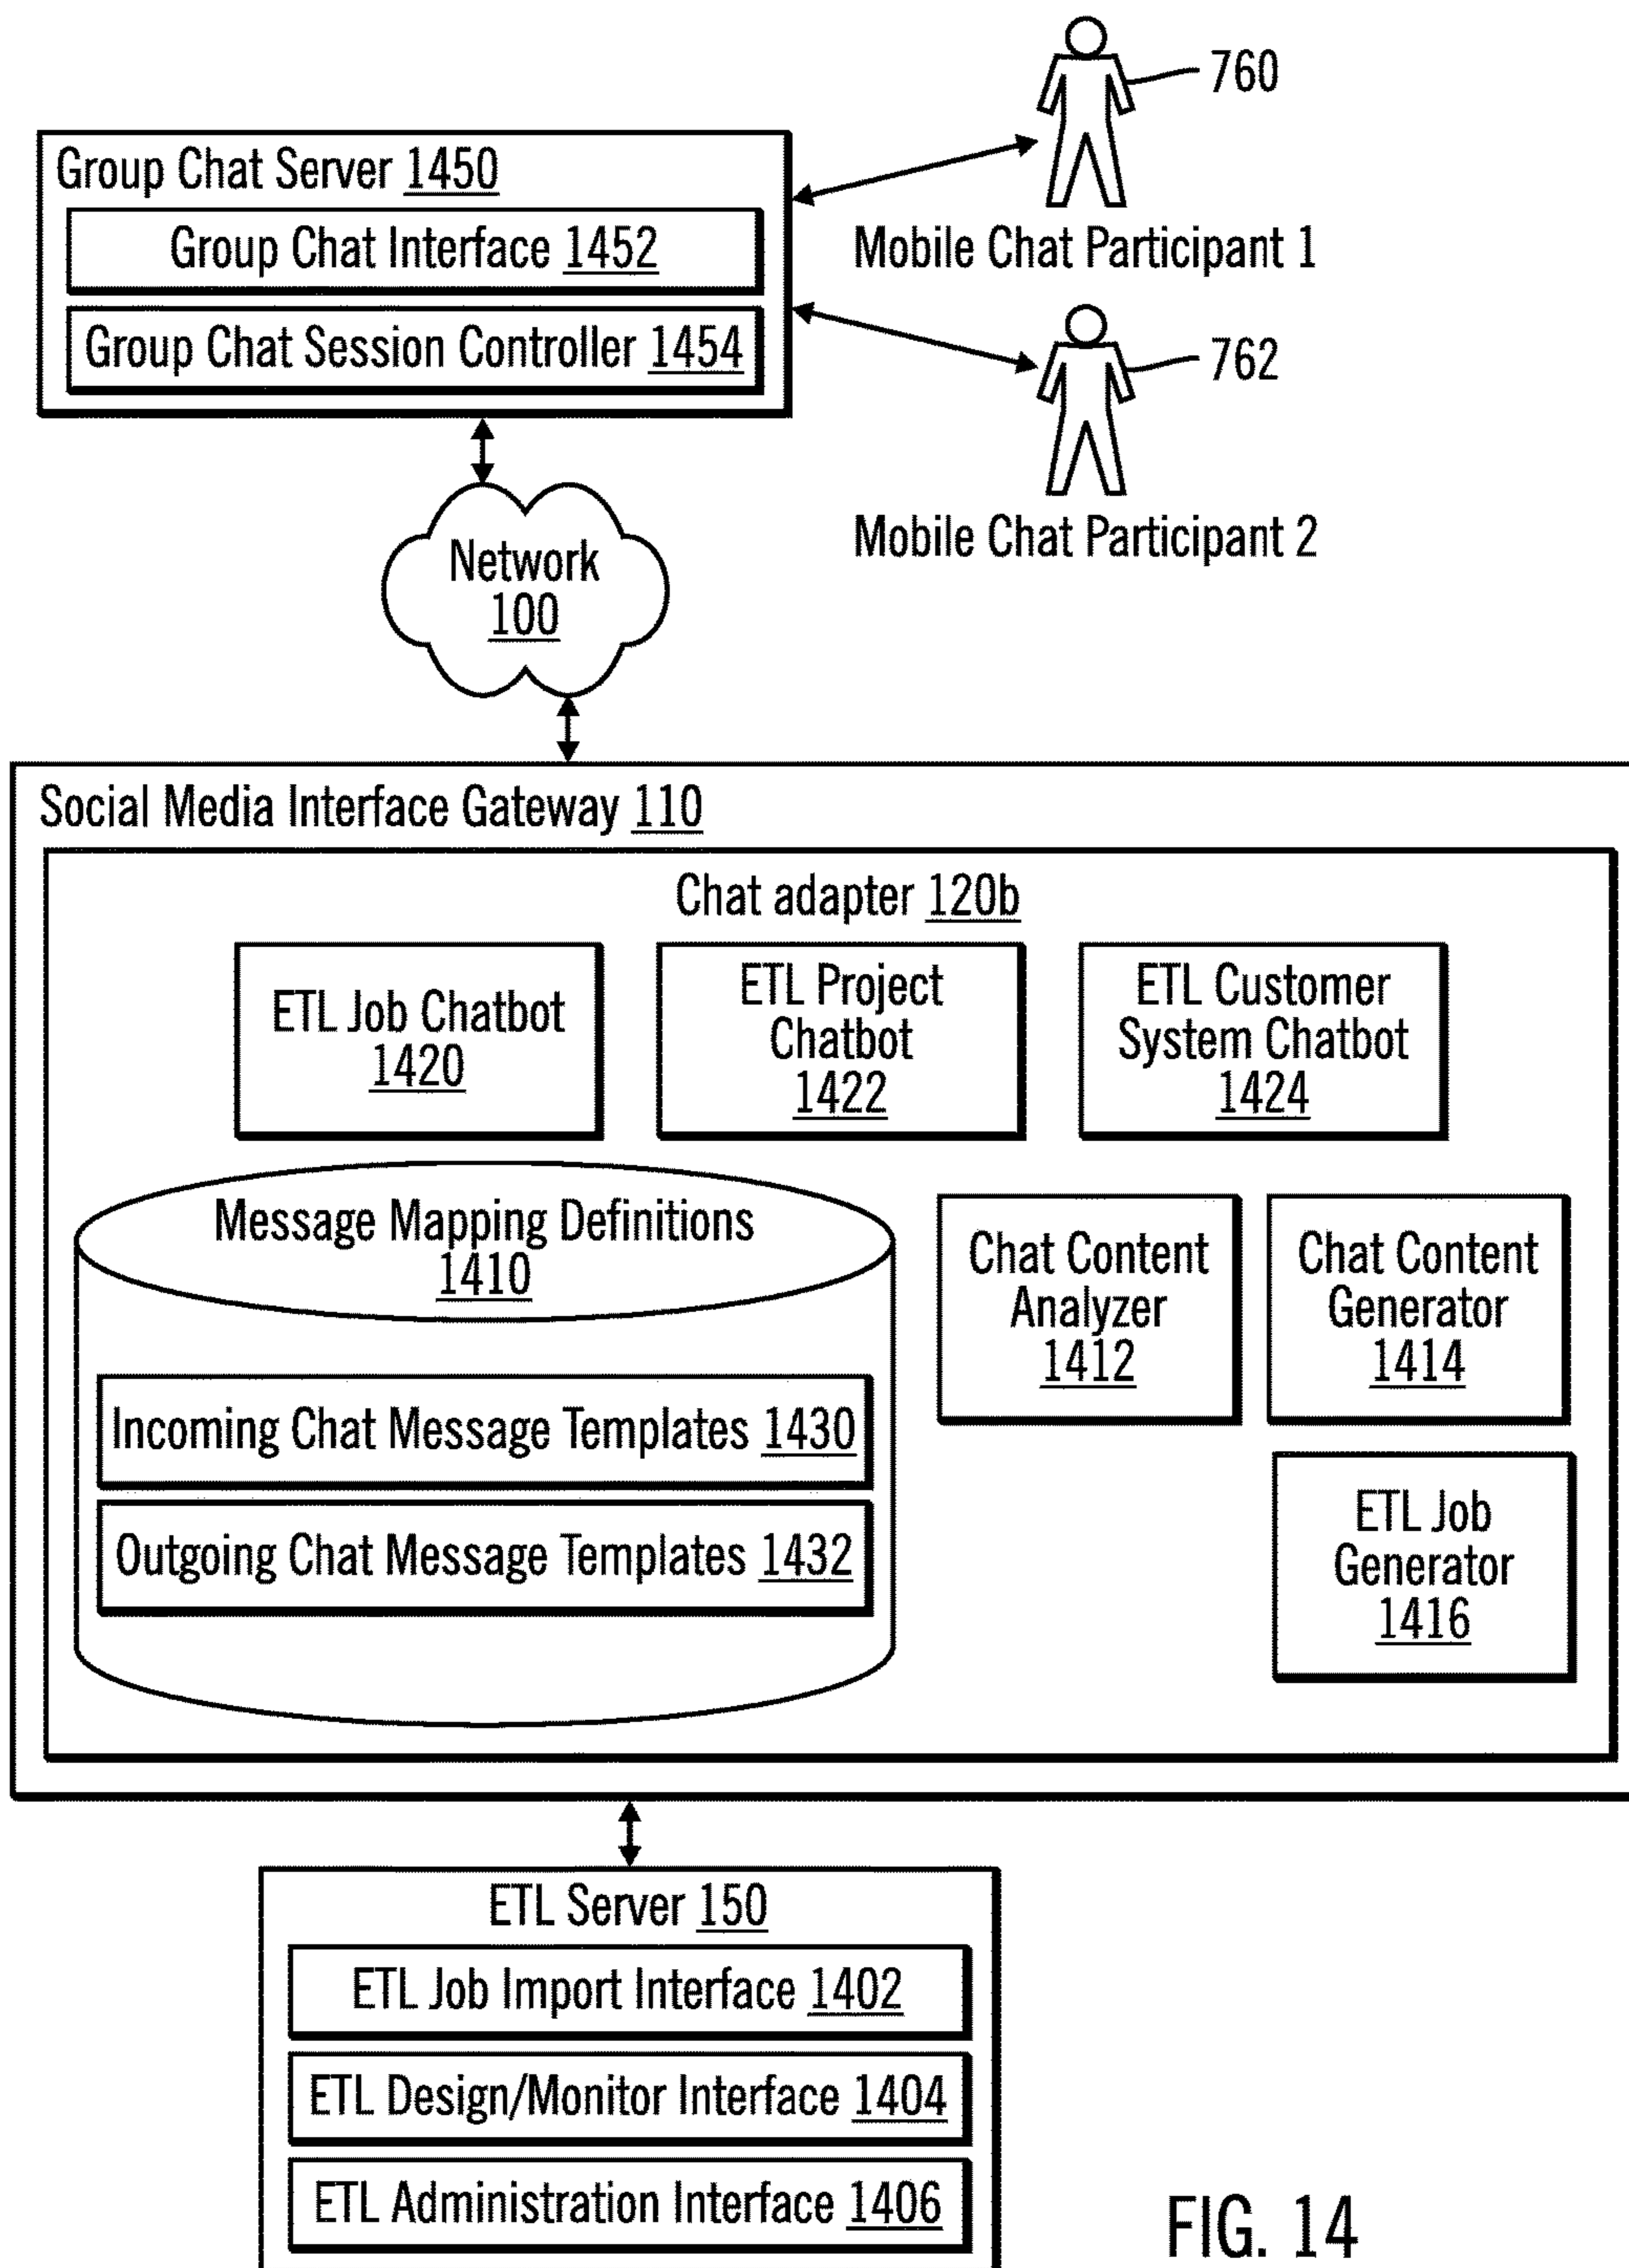 760
Group Chat Server 1450
Group Chat Interface 1452
Group Chat Session Controller 1454
Mobile Chat Participant 1
762
Mobile Chat Participant 2
Network
100
Social Media Interface Gateway 110
Chat adapter 120b
ETL Job Chatbot
1420
ETL Project
Chatbot
1422
ETL Customer
System Chatbot
1424
Message Mapping Definitions
1410
Incoming Chat Message Templates 1430
Outgoing Chat Message Templates 1432
Chat Content
Analyzer
1412
Chat Content
Generator
1414
ETL Job
Generator
1416
ETL Server 150
ETL Job Import Interface 1402
ETL Design/Monitor Interface 1404
ETL Administration Interface 1406
FIG. 14